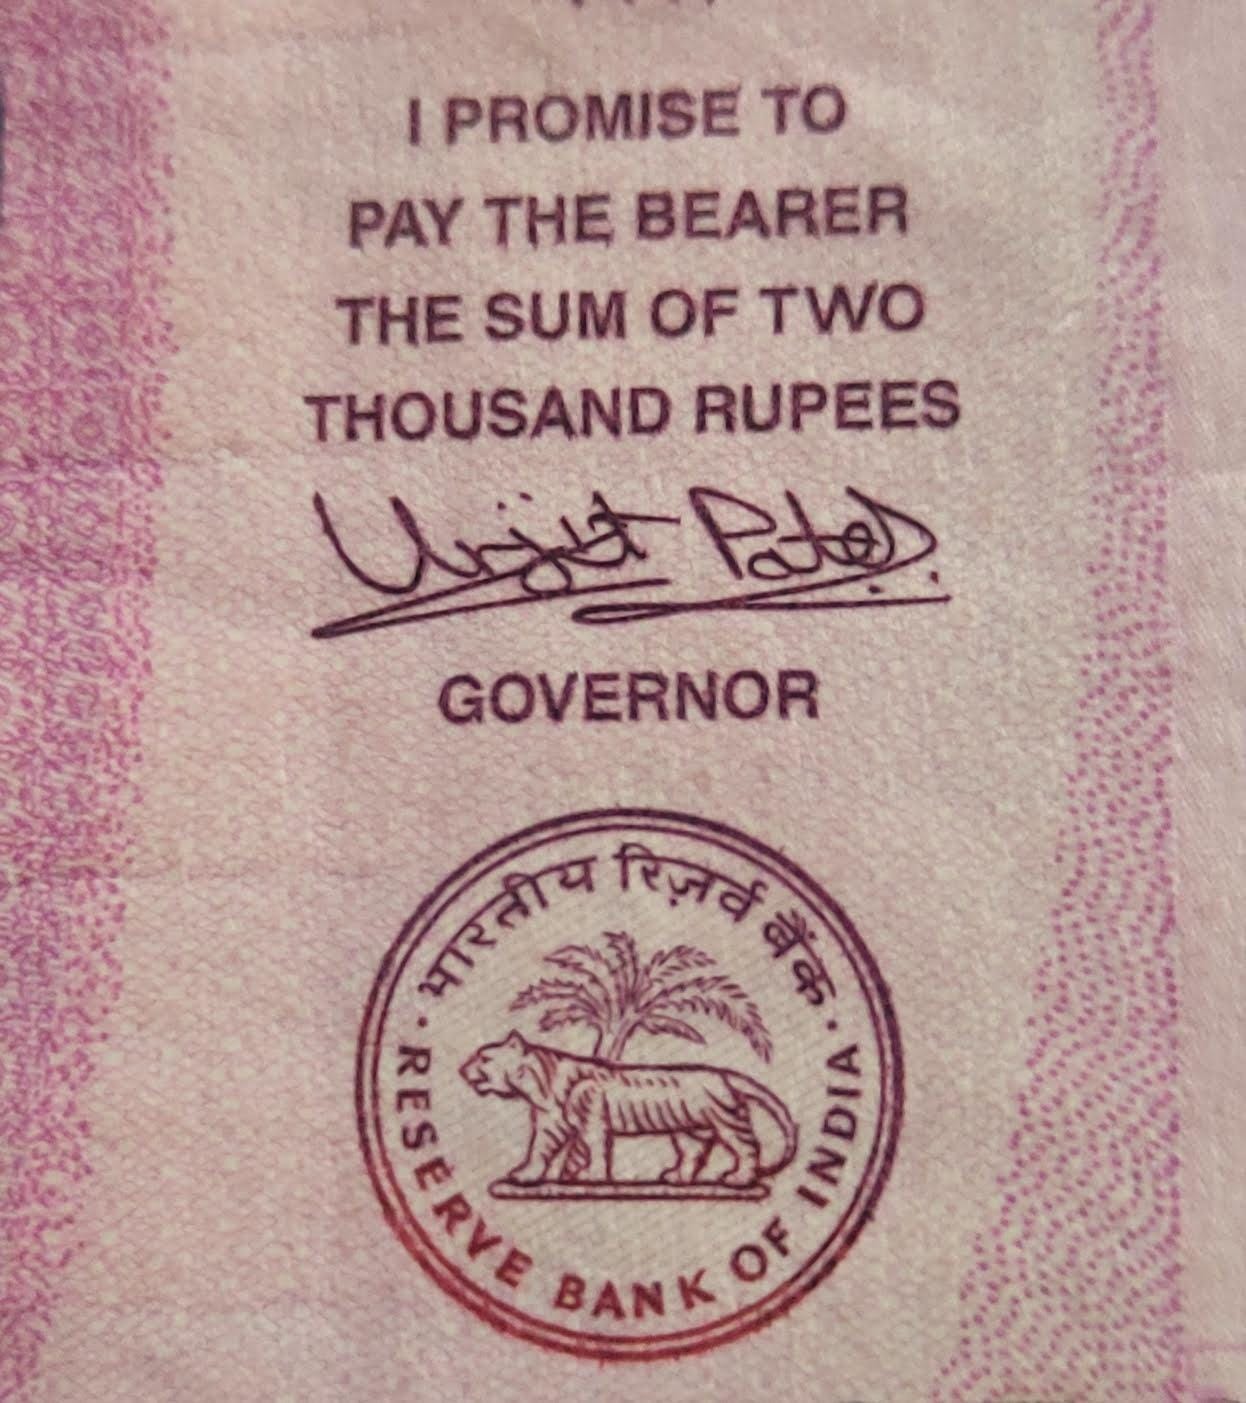 I PROMISE TO
PAY THE BEARER
THE SUM OF TWO
THOUSAND RUPEES
Urjit Patel
GOVERNOR
भारतीय रिज़र्व बैंक
RESERVE BANK OF INDIA